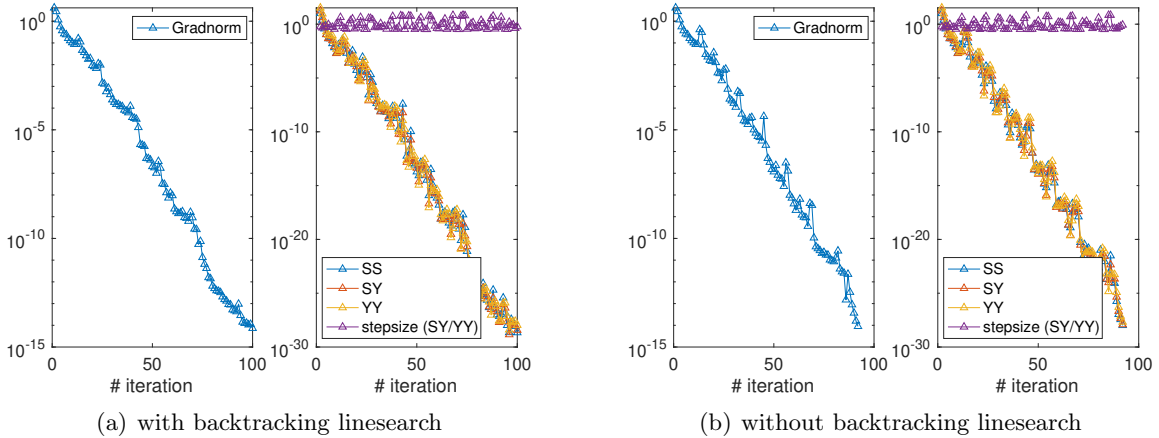 10^0
10^-5
10^-10
10^-15
0
50
100
# iteration
Gradnorm
10^0
10^-10
10^-20
10^-30
0
50
100
# iteration
SS
SY
YY
stepsize (SY/YY)
(a) with backtracking linesearch
10^0
10^-5
10^-10
10^-15
0
50
100
# iteration
Gradnorm
10^0
10^-10
10^-20
10^-30
0
50
100
# iteration
SS
SY
YY
stepsize (SY/YY)
(b) without backtracking linesearch